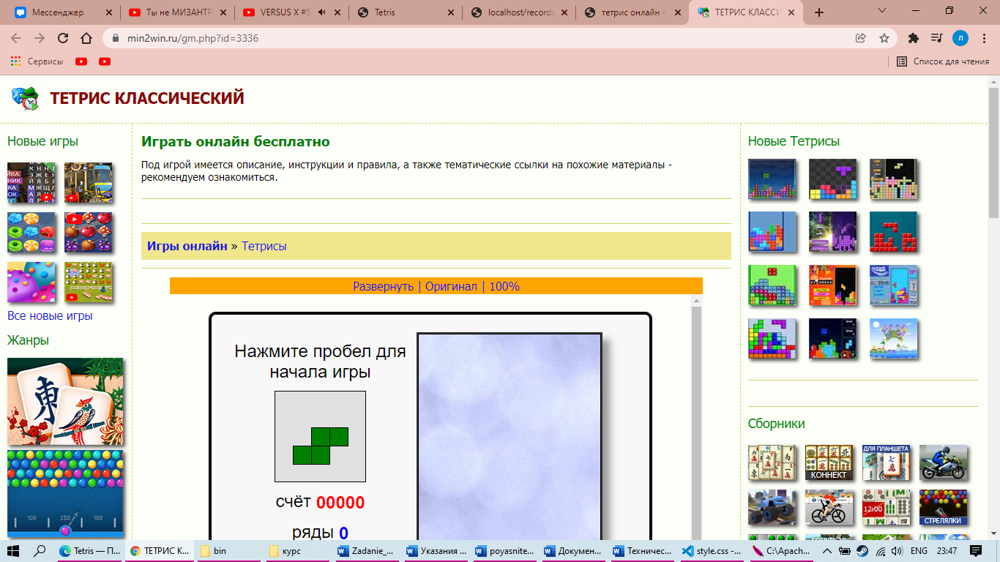 Мессенджер
Ты не МИЗАНТР
VERSUS X #S
Tetris
localhost/records
тетрис онлайн -
ТЕТРИС КЛАССИ
min2win.ru/gm.php?id=3336
Л
Сервисы
Список для чтения
ТЕТРИС КЛАССИЧЕСКИЙ
Новые игры
Все новые игры
Жанры
100
250
100
Играть онлайн бесплатно
Под игрой имеется описание, инструкции и правила, а также тематические ссылки на похожие материалы -
рекомендуем ознакомиться.
Игры онлайн » Тетрисы
Развернуть | Оригинал | 100%
Нажмите пробел для
начала игры
счёт 00000
ряды 0
Новые Тетрисы
Сборники
КОННЕКТ
ДЛЯ ПЛАНШЕТА
12:00
СТРЕЛЯЛКИ
Tetris — П...
ТЕТРИС К...
bin
курс
Zadanie_...
Указания ...
poyasnite...
Докумен...
Техничес...
style.css -...
C:\Apach...
ENG
23:47